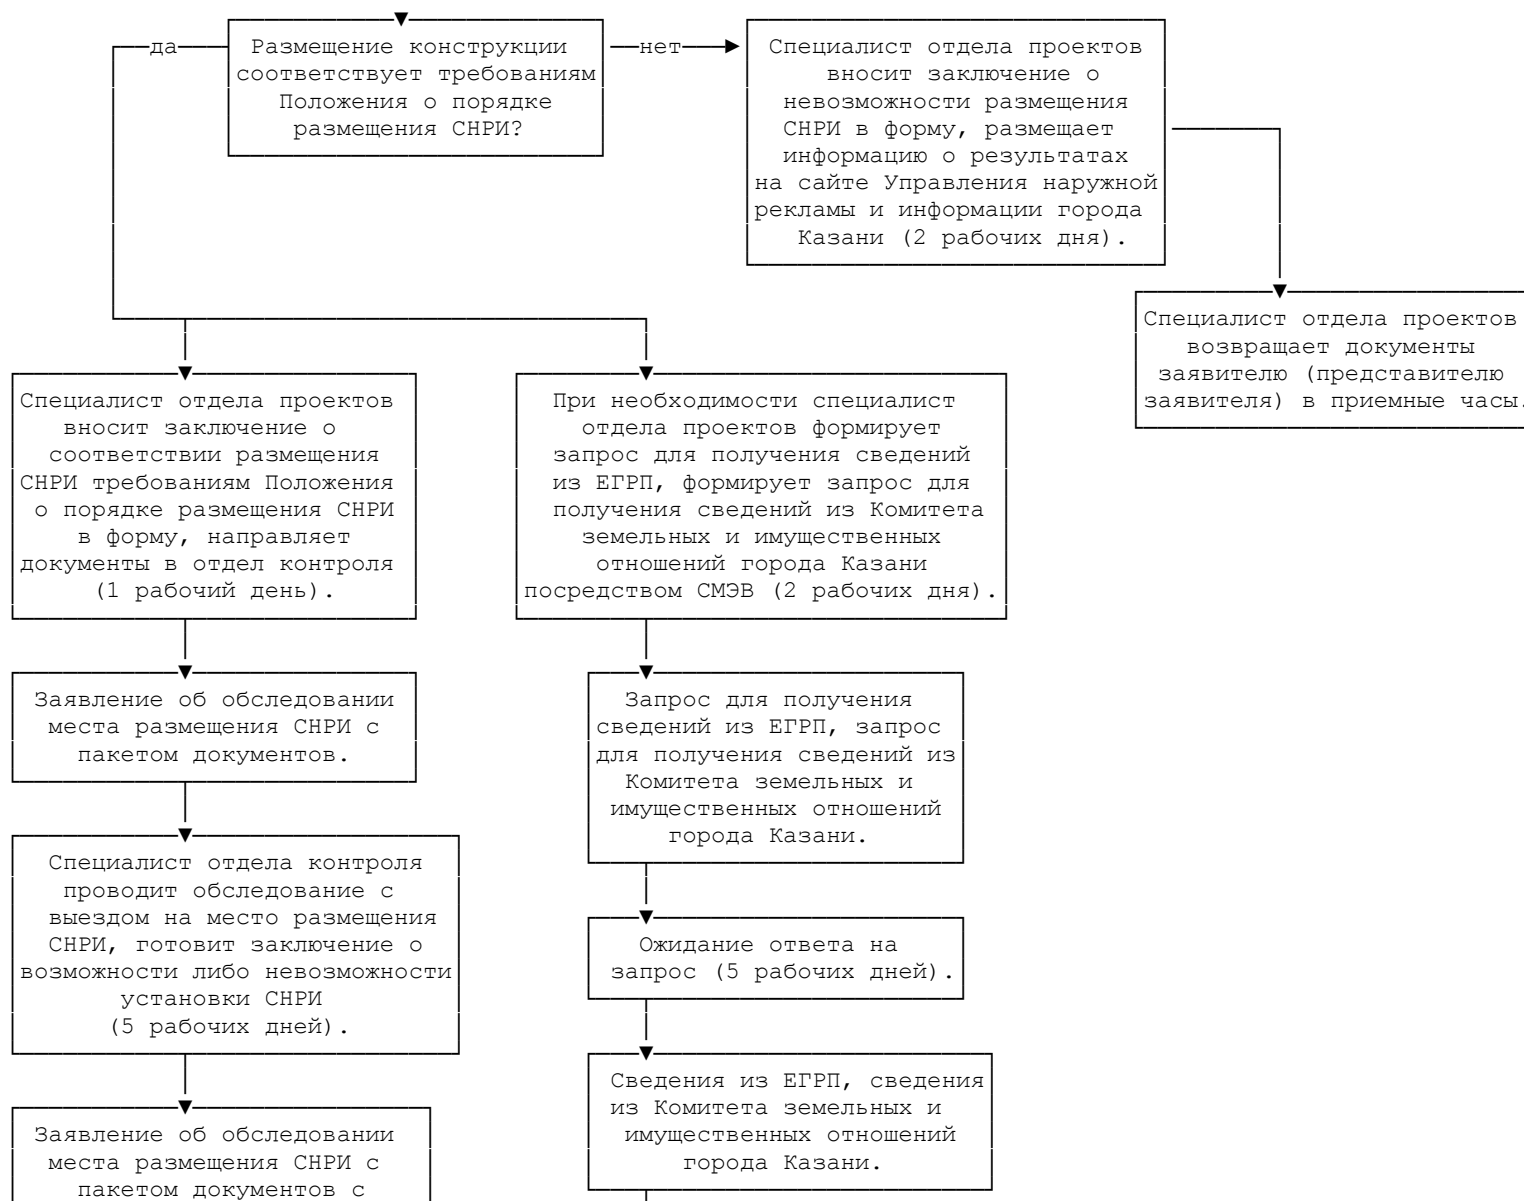 да
Размещение конструкции
соответствует требованиям
Положения о порядке
размещения СНРИ?
нет
Специалист отдела проектов
вносит заключение о
невозможности размещения
СНРИ в форму, размещает
информацию о результатах
на сайте Управления наружной
рекламы и информации города
Казани (2 рабочих дня).
Специалист отдела проектов
возвращает документы
заявителю (представителю
заявителя) в приемные часы.
Специалист отдела проектов
вносит заключение о
соответствии размещения
СНРИ требованиям Положения
о порядке размещения СНРИ
в форму, направляет
документы в отдел контроля
(1 рабочий день).
При необходимости специалист
отдела проектов формирует
запрос для получения сведений
из ЕГРП, формирует запрос для
получения сведений из Комитета
земельных и имущественных
отношений города Казани
посредством СМЭВ (2 рабочих дня).
Заявление об обследовании
места размещения СНРИ с
пакетом документов.
Запрос для получения
сведений из ЕГРП, запрос
для получения сведений из
Комитета земельных и
имущественных отношений
города Казани.
Специалист отдела контроля
проводит обследование с
выездом на место размещения
СНРИ, готовит заключение о
возможности либо невозможности
установки СНРИ
(5 рабочих дней).
Ожидание ответа на
запрос (5 рабочих дней).
Сведения из ЕГРП, сведения
из Комитета земельных и
имущественных отношений
города Казани.
Заявление об обследовании
места размещения СНРИ с
пакетом документов с